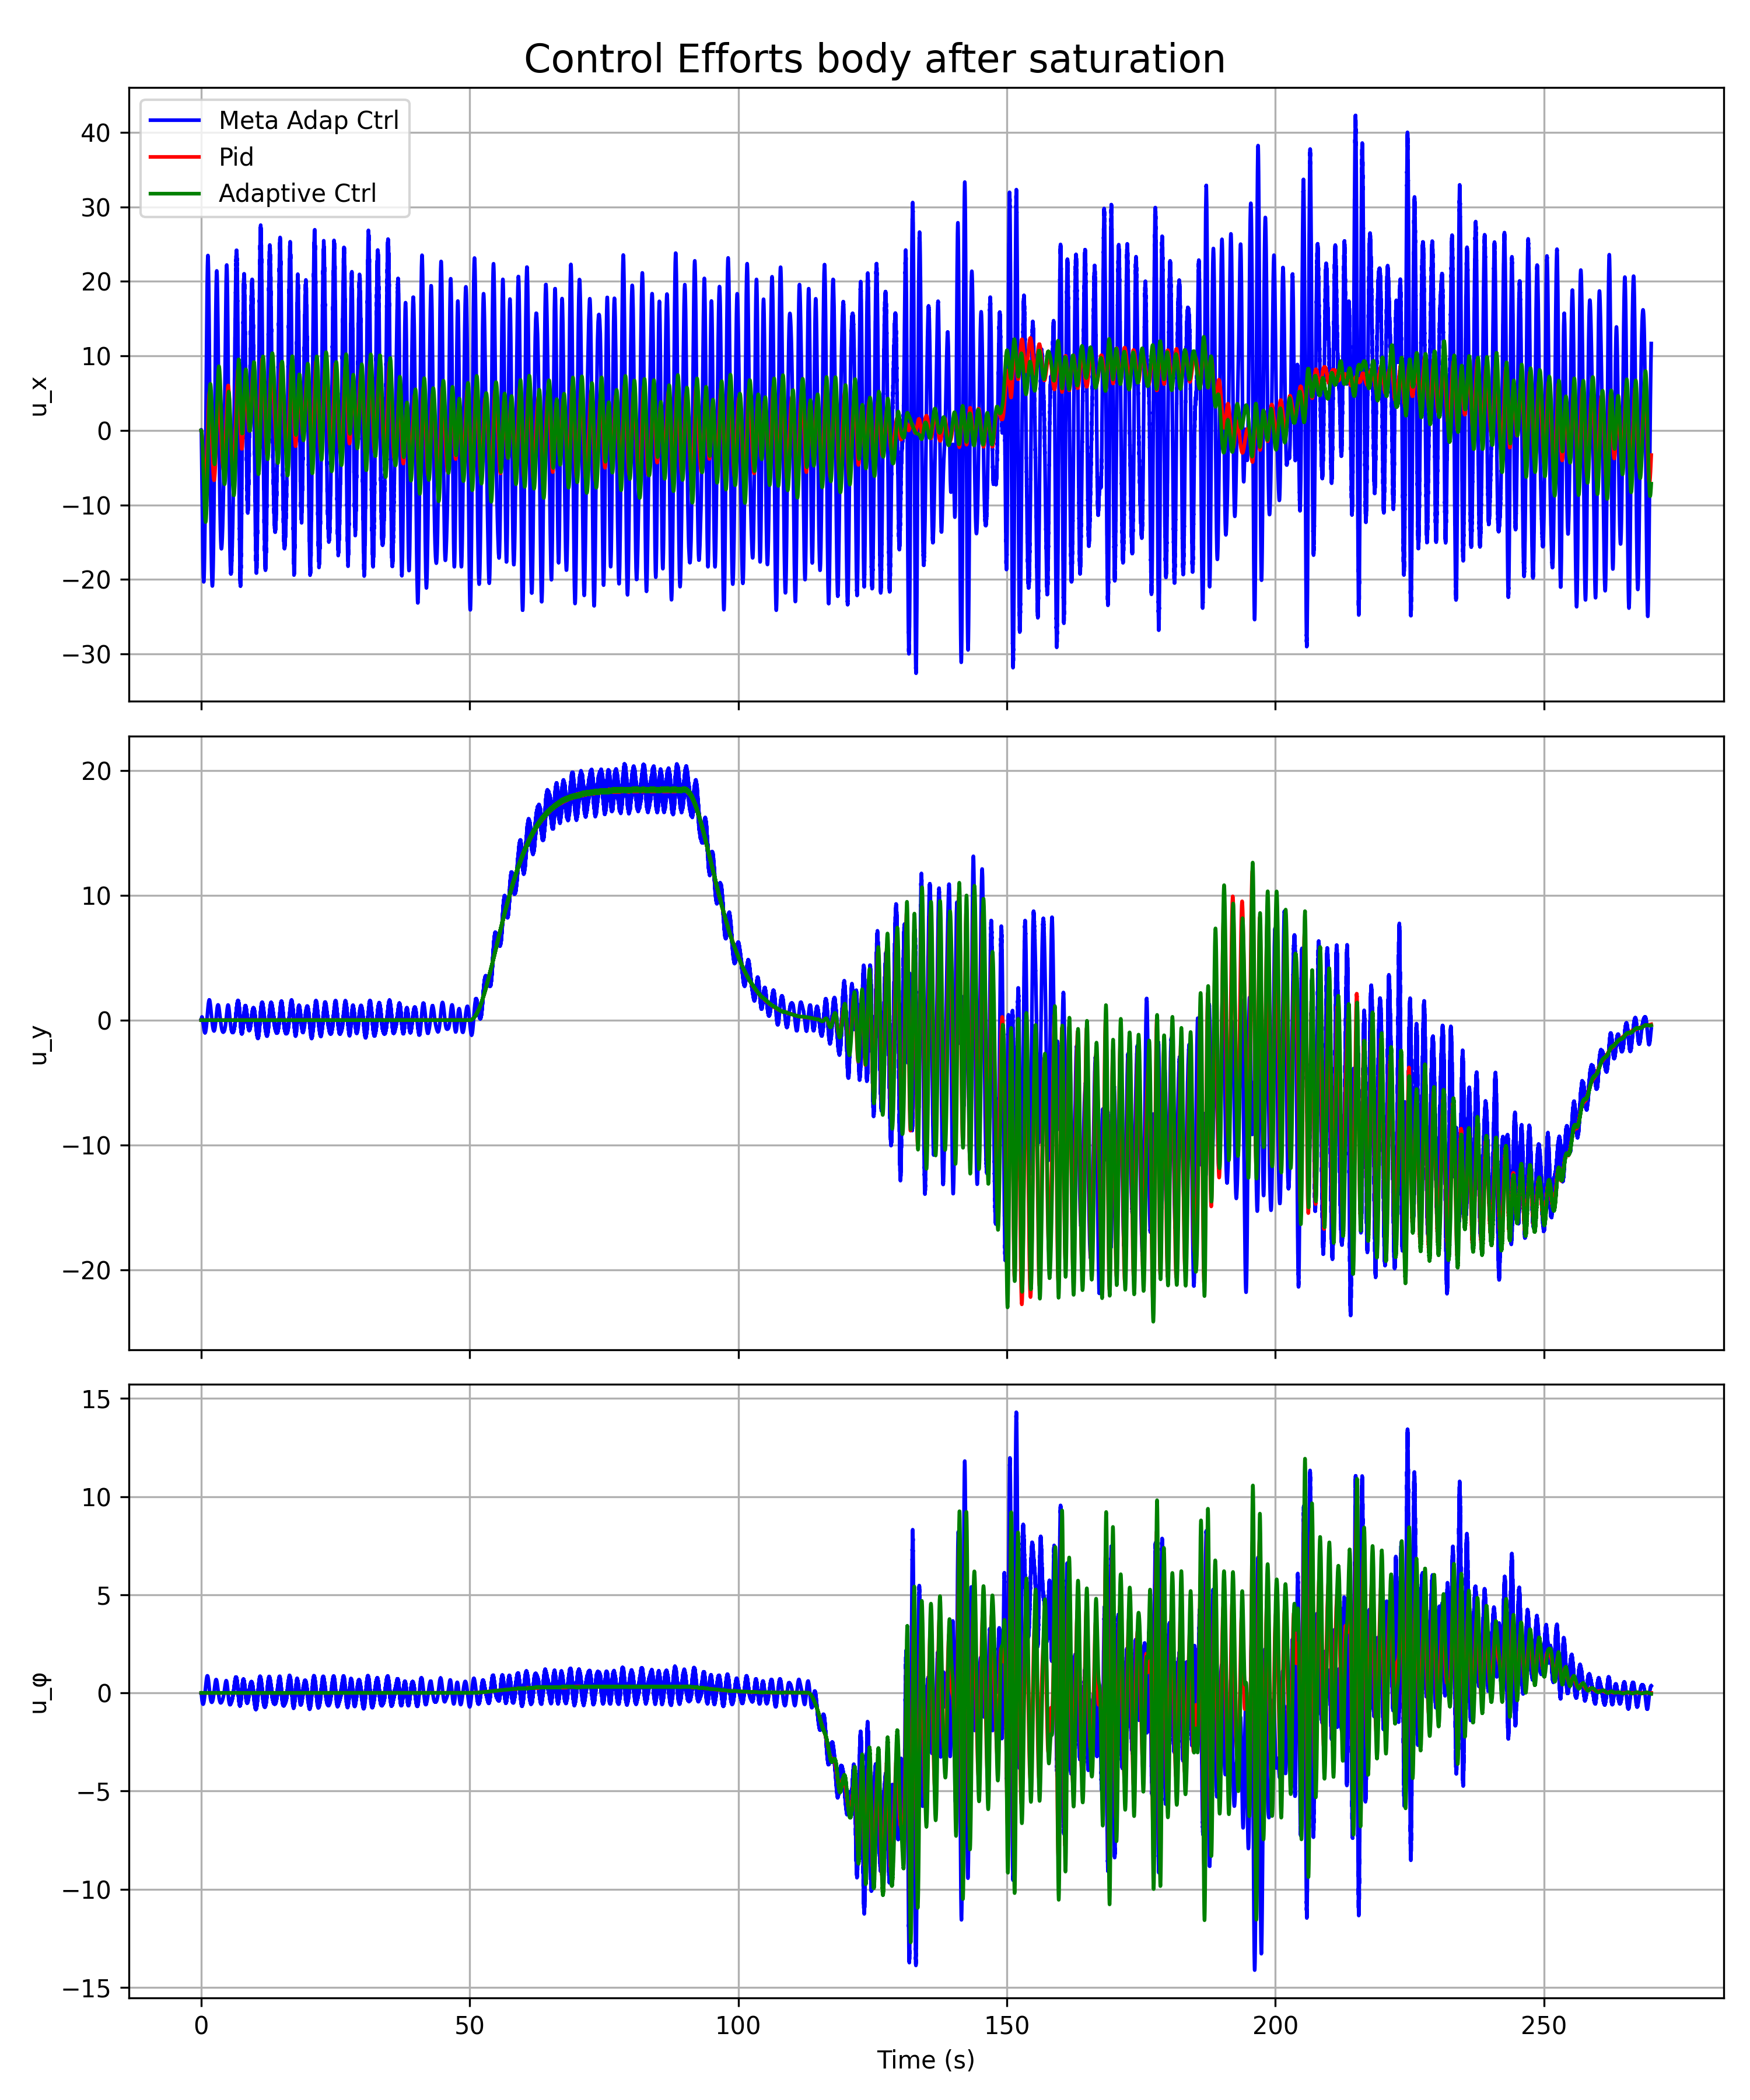 Control Efforts body after saturation
Meta Adap Ctrl
Pid
Adaptive Ctrl
40
30
20
10
0
−10
−20
−30
u_x
20
10
0
−10
−20
u_y
15
10
5
0
−5
−10
−15
u_φ
0 50 100 150 200 250
Time (s)